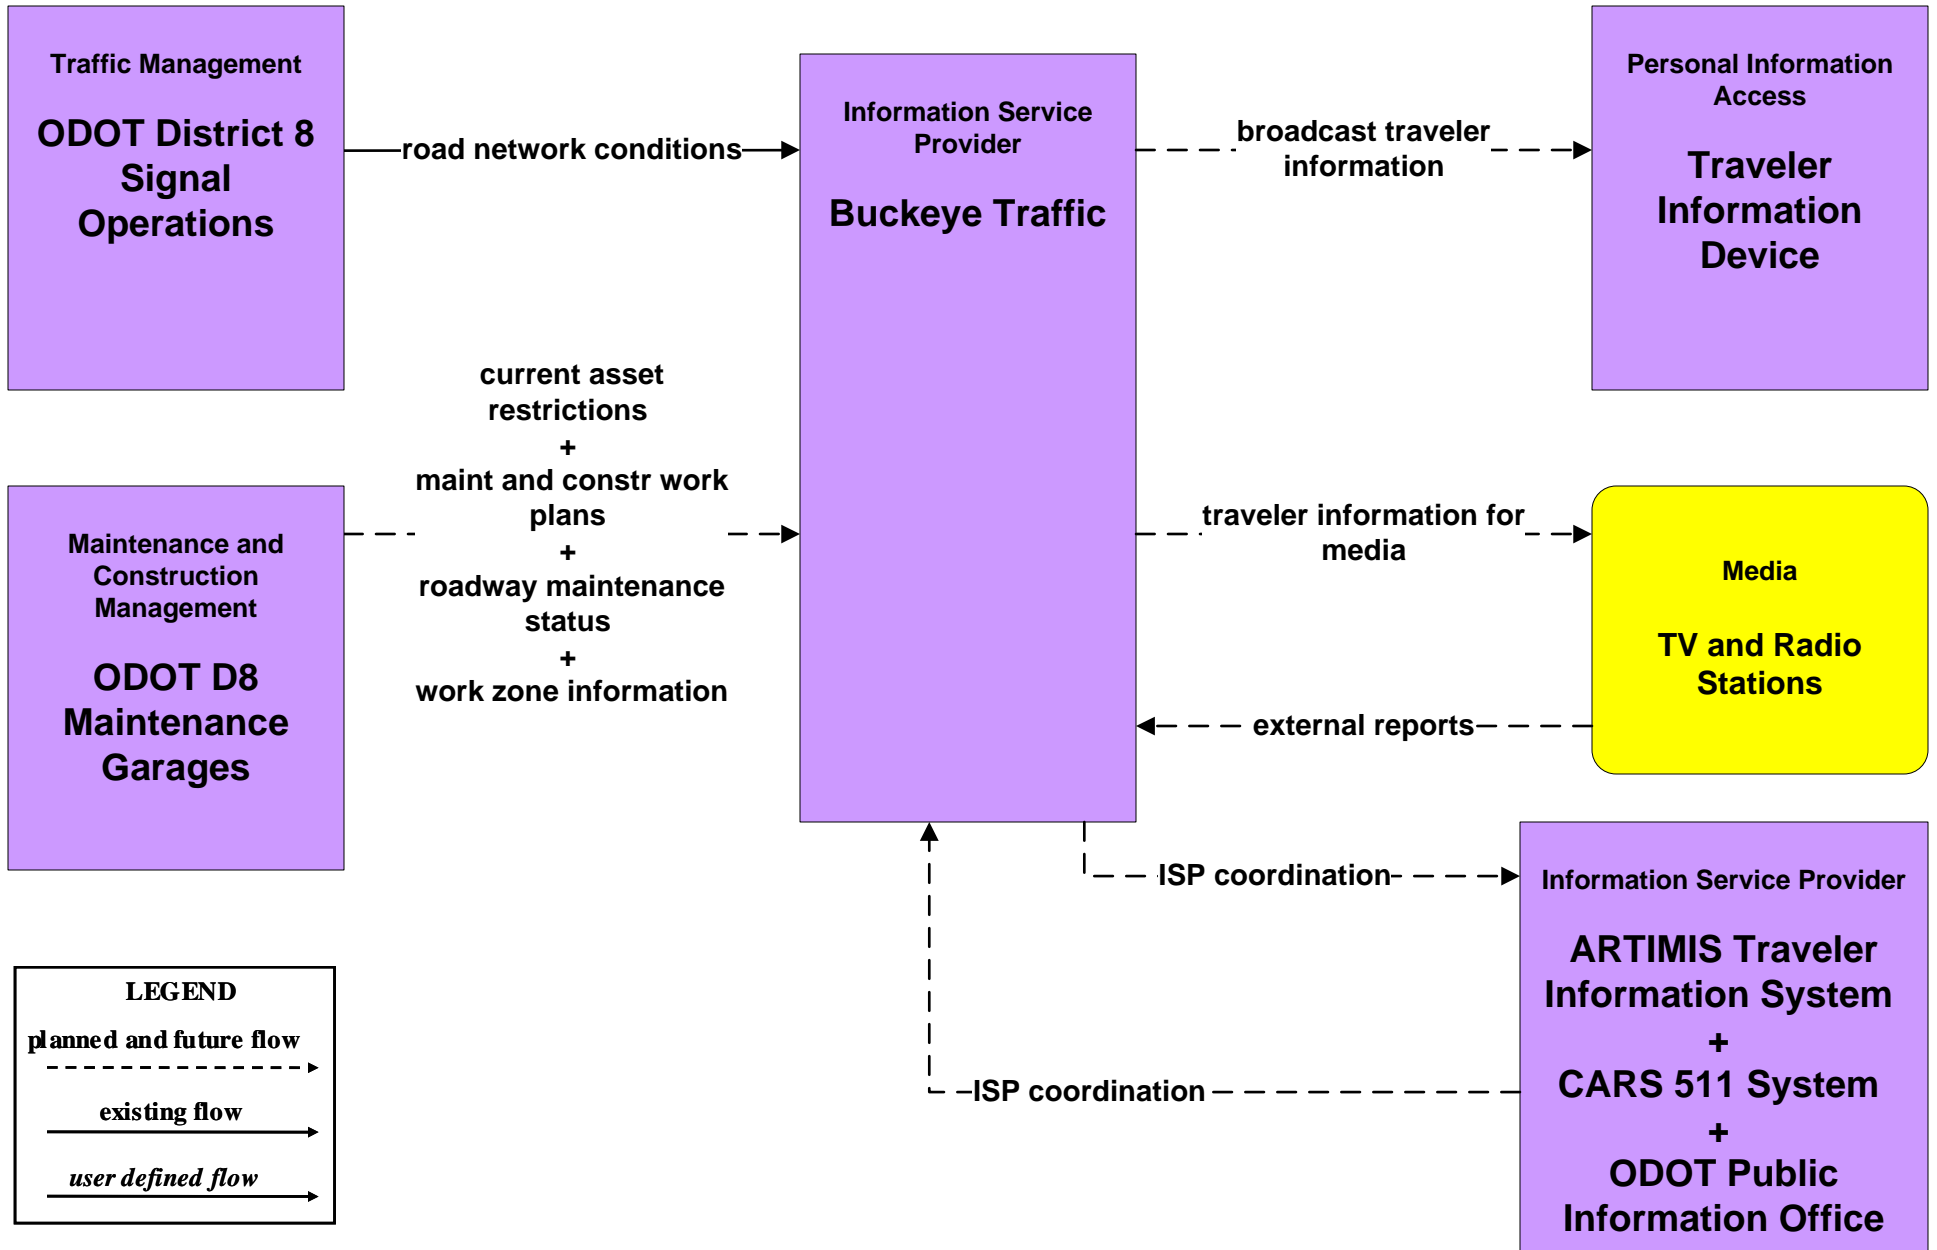 Traffic Management
ODOT District 8
Signal
Operations
road network conditions
Information Service
Provider
Buckeye Traffic
broadcast traveler
information
Personal Information
Access
Traveler
Information
Device
current asset
restrictions
+
maint and constr work
plans
+
roadway maintenance
status
+
work zone information
Maintenance and
Construction
Management
ODOT D8
Maintenance
Garages
traveler information for
media
Media
TV and Radio
Stations
external reports
ISP coordination
Information Service Provider
ARTIMIS Traveler
Information System
+
CARS 511 System
+
ODOT Public
Information Office
ISP coordination
LEGEND
planned and future flow
existing flow
user defined flow